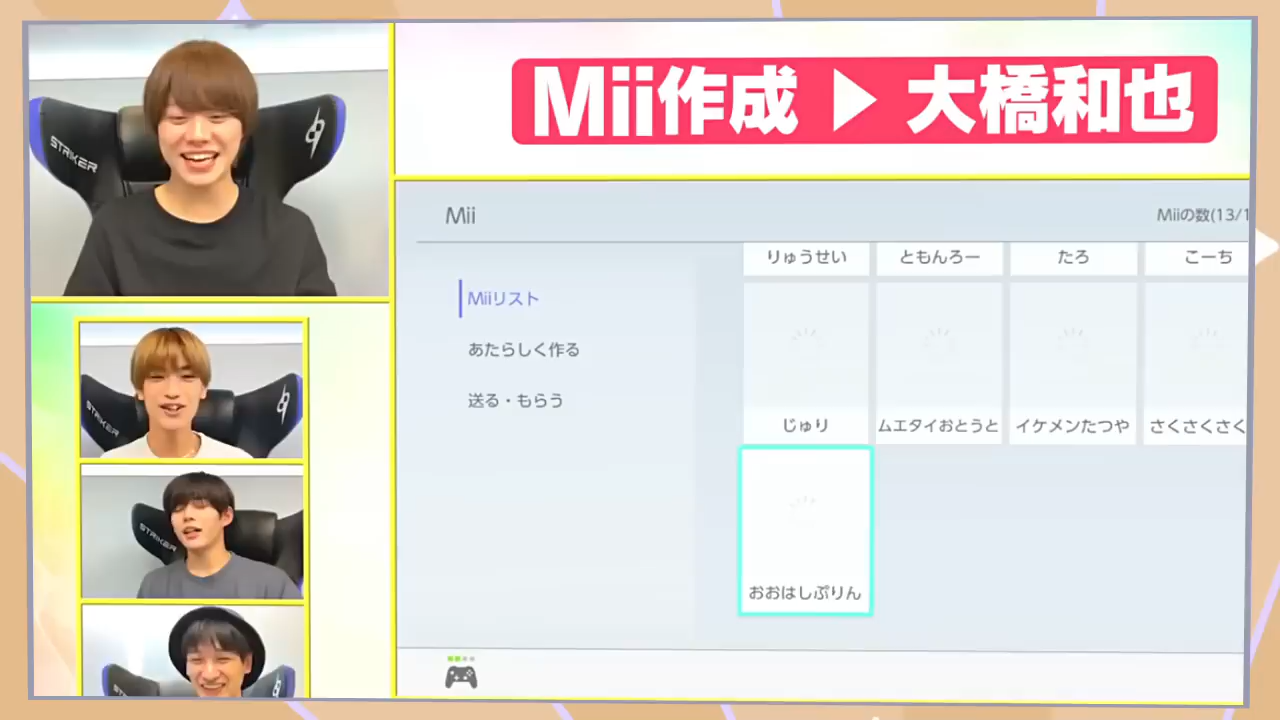 Mii作成 ▶ 大橋和也
STRIKER
Mii
Miiの数(13/1
りゅうせい
ともんろー
たろ
こーち
Miiリスト
あたらしく作る
送る・もらう
じゅり
ムエタイおとうと
イケメンたつや
さくさくさく
STRIKER
STRIKER
おおはしぷりん